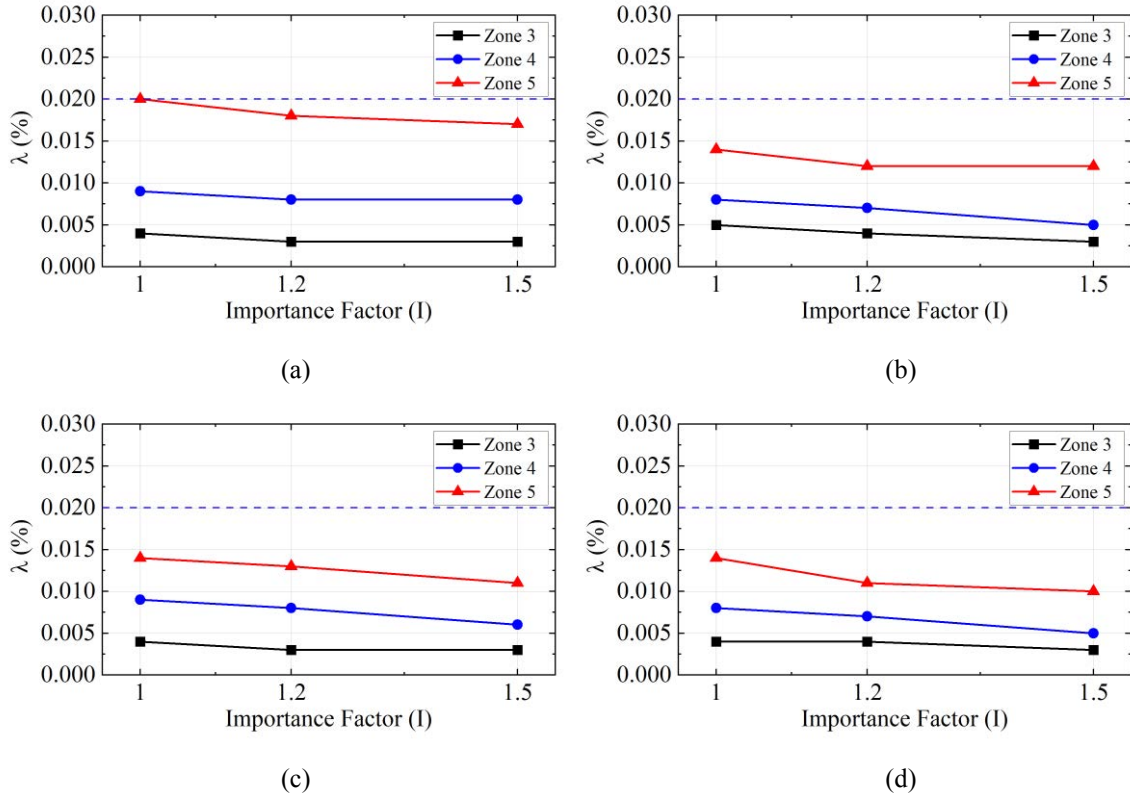 0.030
0.025
0.020
0.015
0.010
0.005
0.000
λ (%)
Zone 3
Zone 4
Zone 5
1 1.2 1.5
Importance Factor (I)
(a)
0.030
0.025
0.020
0.015
0.010
0.005
0.000
λ (%)
Zone 3
Zone 4
Zone 5
1 1.2 1.5
Importance Factor (I)
(b)
0.030
0.025
0.020
0.015
0.010
0.005
0.000
λ (%)
Zone 3
Zone 4
Zone 5
1 1.2 1.5
Importance Factor (I)
(c)
0.030
0.025
0.020
0.015
0.010
0.005
0.000
λ (%)
Zone 3
Zone 4
Zone 5
1 1.2 1.5
Importance Factor (I)
(d)